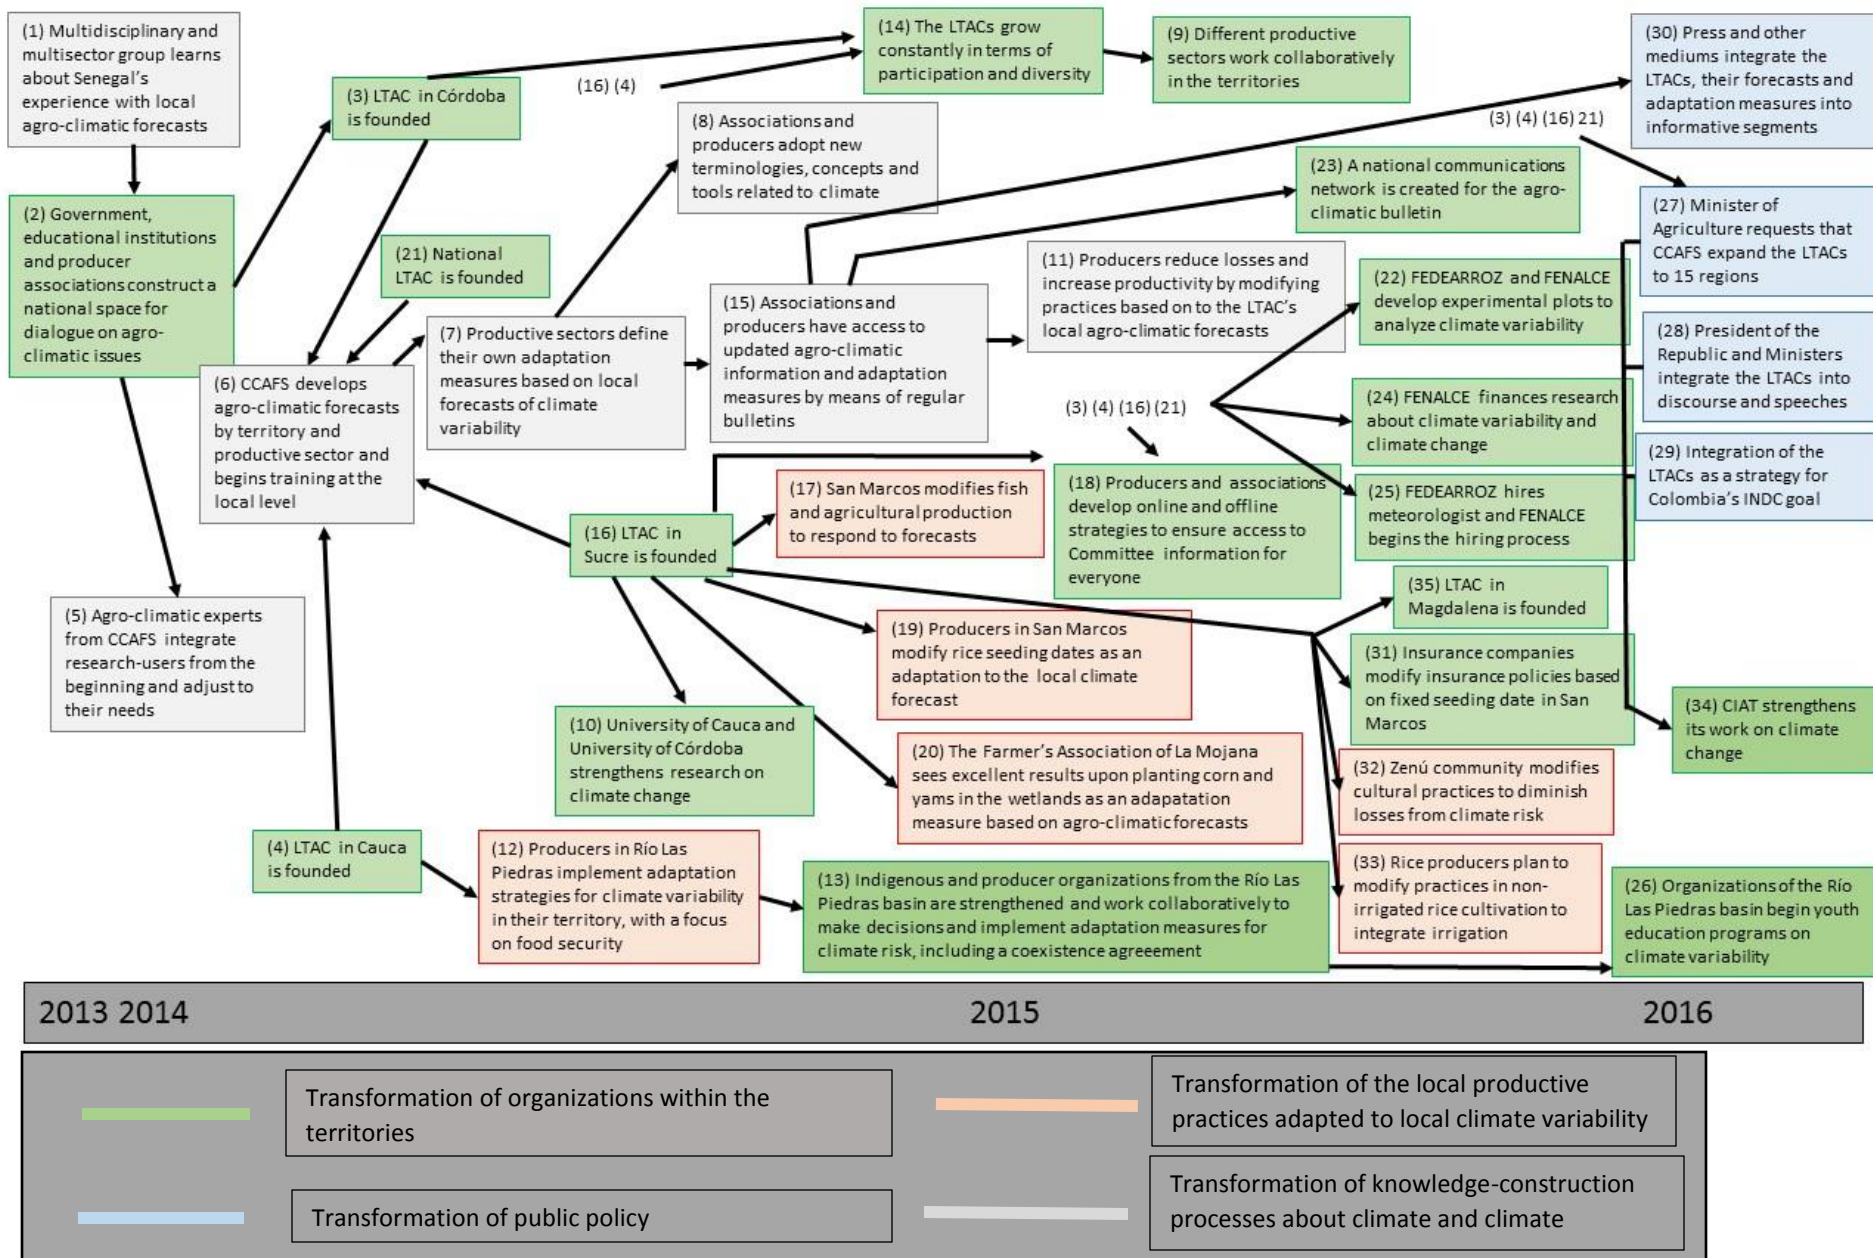 (1) Multidisciplinary and
multisector group learns
about Senegal's
experience with local
agro-climatic forecasts
(2) Government,
educational institutions
and producer
associations construct a
national space for
dialogue on agro-
climatic issues
(3) LTAC in Córdoba
is founded
(16) (4)
(14) The LTACs grow
constantly in terms of
participation and diversity
(9) Different productive
sectors work collaboratively
in the territories
(30) Press and other
mediums integrate the
LTACs, their forecasts and
adaptation measures into
informative segments
(8) Associations and
producers adopt new
terminologies, concepts and
tools related to climate
(3) (4) (16) 21)
(23) A national communications
network is created for the agro-
climatic bulletin
(27) Minister of
Agriculture requests that
CCAFS expand the LTACs
to 15 regions
(21) National
LTAC is founded
(11) Producers reduce losses and
increase productivity by modifying
practices based on to the LTAC's
local agro-climatic forecasts
(22) FEDEARROZ and FENALCE
develop experimental plots to
analyze climate variability
(7) Productive sectors define
their own adaptation
measures based on local
forecasts of climate
variability
(15) Associations and
producers have access to
updated agro-climatic
information and adaptation
measures by means of regular
bulletins
(28) President of the
Republic and Ministers
integrate the LTACs into
discourse and speeches
(6) CCAFS develops
agro-climatic forecasts
by territory and
productive sector and
begins training at the
local level
(3) (4) (16) (21)
(24) FENALCE finances research
about climate variability and
climate change
(29) Integration of the
LTACs as a strategy for
Colombia's INDC goal
(17) San Marcos modifies fish
and agricultural production
to respond to forecasts
(18) Producers and associations
develop online and offline
strategies to ensure access to
Committee information for
everyone
(25) FEDEARROZ hires
meteorologist and FENALCE
begins the hiring process
(16) LTAC in
Sucre is founded
(35) LTAC in
Magdalena is founded
(5) Agro-climatic experts
from CCAFS integrate
research-users from the
beginning and adjust to
their needs
(19) Producers in San Marcos
modify rice seeding dates as an
adaptation to the local climate
forecast
(31) Insurance companies
modify insurance policies based
on fixed seeding date in San
Marcos
(34) CIAT strengthens
its work on climate
change
(10) University of Cauca and
University of Córdoba
strengthens research on
climate change
(20) The Farmer's Association of La Mojana
sees excellent results upon planting corn and
yams in the wetlands as an adapatation
measure based on agro-climatic forecasts
(32) Zenú community modifies
cultural practices to diminish
losses from climate risk
(4) LTAC in Cauca
is founded
(12) Producers in Río Las
Piedras implement adaptation
strategies for climate variability
in their territory, with a focus
on food security
(13) Indigenous and producer organizations from the Río Las
Piedras basin are strengthened and work collaboratively to
make decisions and implement adaptation measures for
climate risk, including a coexistence agreeement
(33) Rice producers plan to
modify practices in non-
irrigated rice cultivation to
integrate irrigation
(26) Organizations of the Río
Las Piedras basin begin youth
education programs on
climate variability
2013 2014
2015
2016
Transformation of organizations within the
territories
Transformation of the local productive
practices adapted to local climate variability
Transformation of public policy
Transformation of knowledge-construction
processes about climate and climate